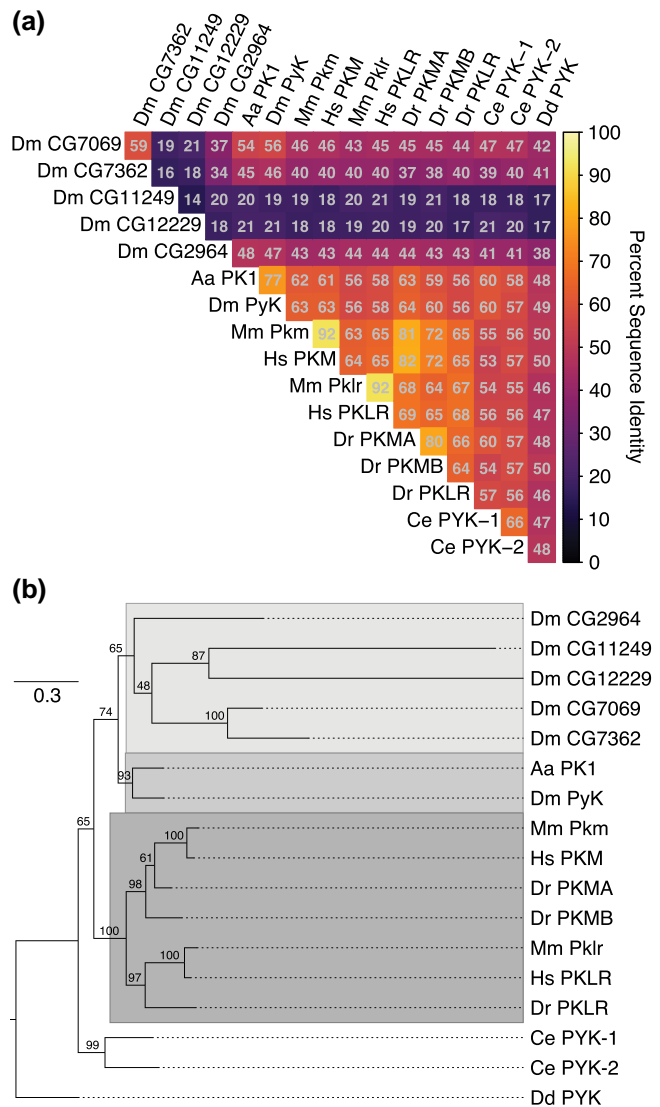 (a)
Dm CG7362
Dm CG11249
Dm CG12229
Dm CG2964
Aa PK1
Dm PyK
Mm Pkm
Hs PKM
Mm Pklr
Hs PKLR
Dr PKMA
Dr PKMB
Dr PKLR
Ce PYK−1
Ce PYK−2
Dd PYK
Dm CG7069 59 19 21 37 54 56 46 46 43 45 45 45 44 47 47 42
Dm CG7362 16 18 34 45 46 40 40 40 40 37 38 40 39 40 41
Dm CG11249 14 20 20 19 19 18 20 21 19 19 18 18 18 17
Dm CG12229 18 21 21 18 18 19 20 19 20 17 21 20 17
Dm CG2964 48 47 43 43 44 43 44 43 44 41 41 38
Aa PK1 77 62 61 56 58 63 59 56 60 58 48
Dm PyK 63 63 56 58 64 60 56 60 57 49
Mm Pkm 92 63 65 81 72 65 55 56 50
Hs PKM 64 65 82 72 65 53 57 50
Mm Pklr 92 68 64 67 54 55 46
Hs PKLR 69 65 68 56 56 47
Dr PKMA 80 66 60 57 48
Dr PKMB 64 54 57 50
Dr PKLR 57 56 46
Ce PYK−1 66 47
Ce PYK−2 48
100
90
80
70
60
50
40
30
20
10
0
Percent Sequence Identity
(b)
0.3
65
87
48
100
74
93
65
100
61
98
100
100
97
99
Dm CG2964
Dm CG11249
Dm CG12229
Dm CG7069
Dm CG7362
Aa PK1
Dm PyK
Mm Pkm
Hs PKM
Dr PKMA
Dr PKMB
Mm Pklr
Hs PKLR
Dr PKLR
Ce PYK-1
Ce PYK-2
Dd PYK